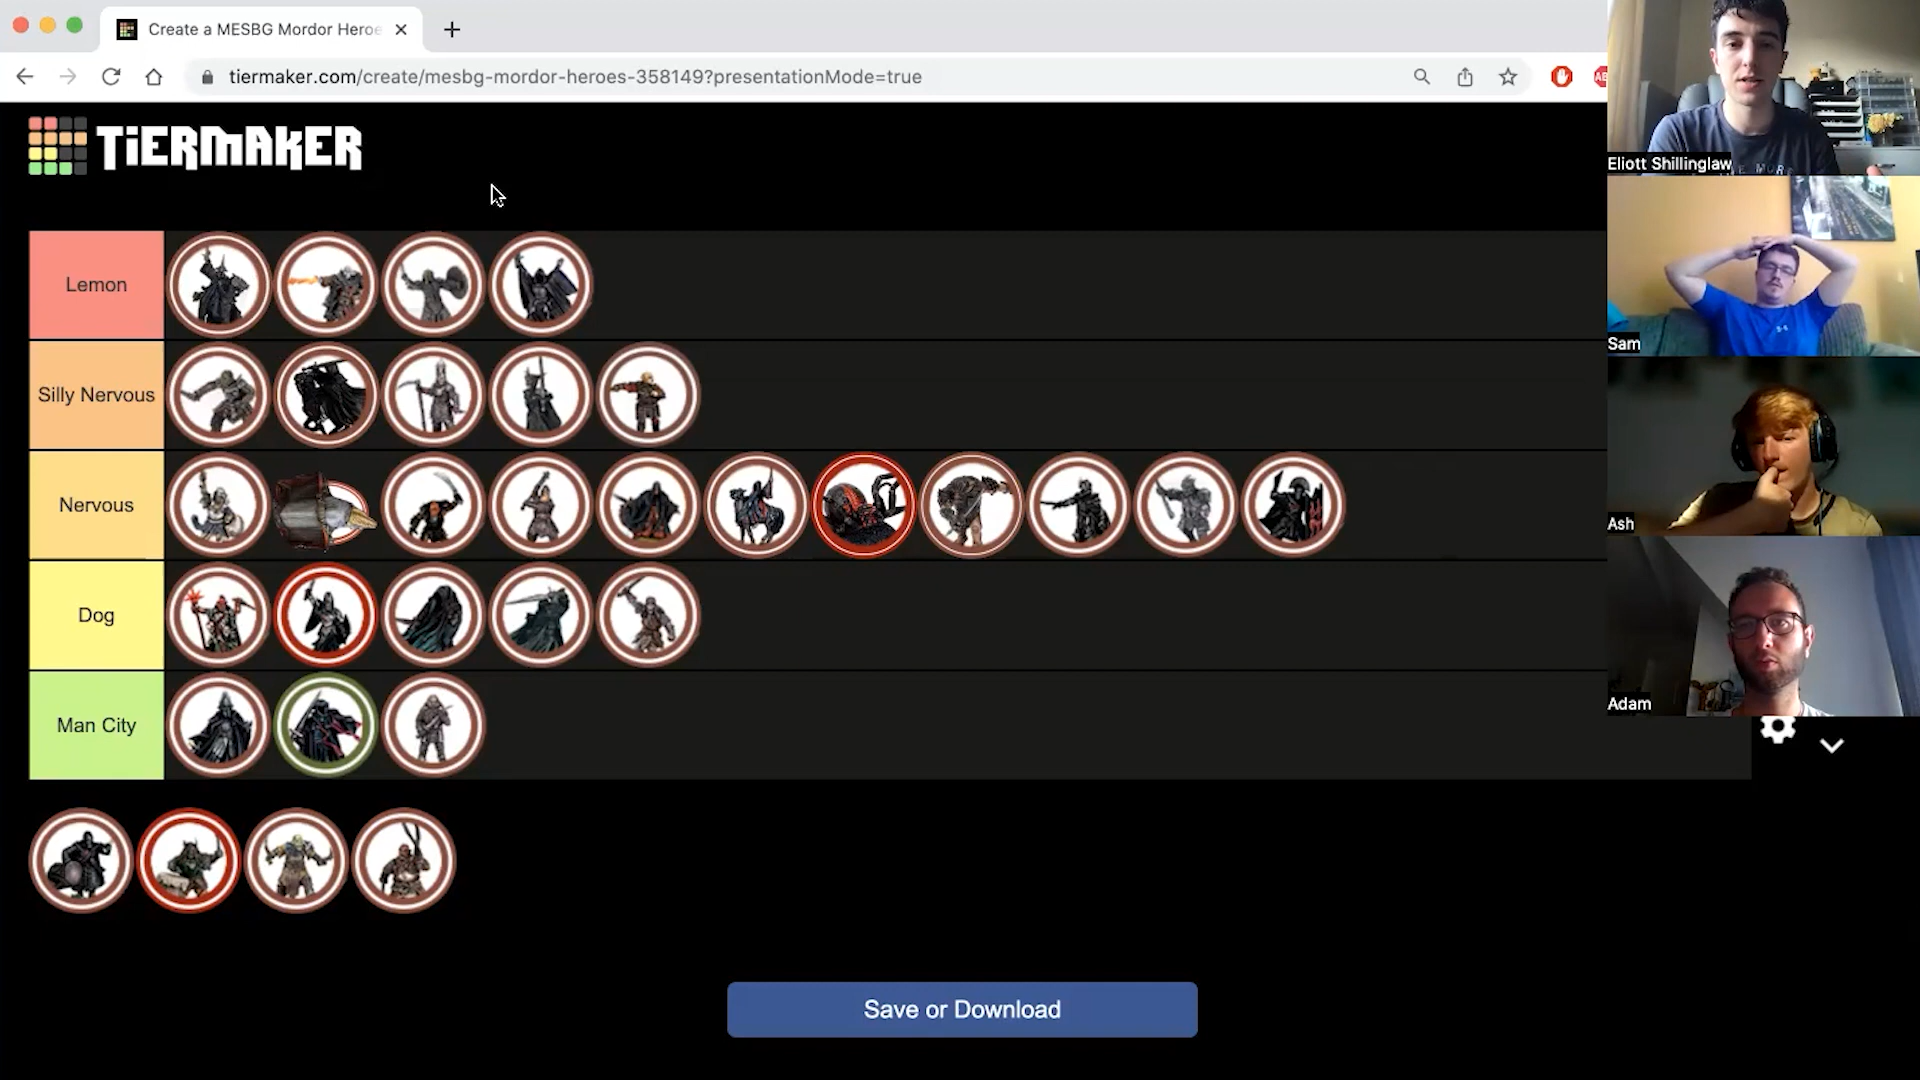 Create a MESBG Mordor Heroe
tiermaker.com/create/mesbg-mordor-heroes-358149?presentationMode=true
TiERMAKER
Lemon
Silly Nervous
Nervous
Dog
Man City
Save or Download
Eliott Shillinglaw
Sam
Ash
Adam